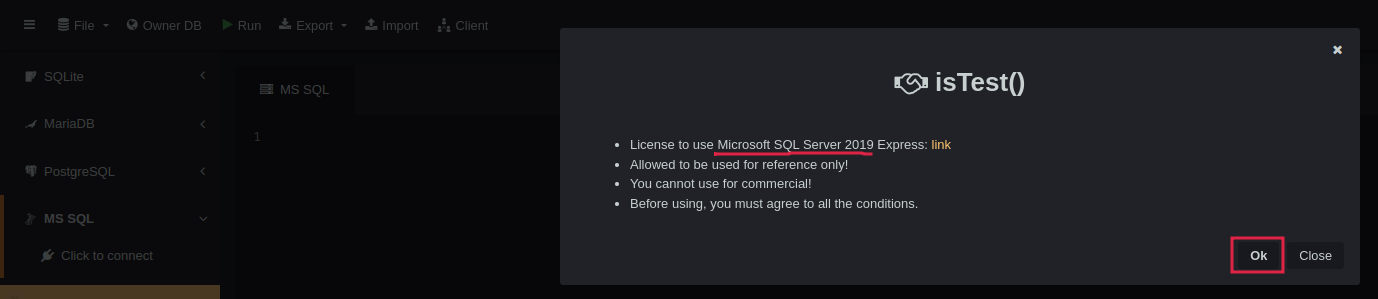 File Owner DB Run Export Import Client
SQLite
MariaDB
PostgreSQL
MS SQL
Click to connect
MS SQL
1
isTest()
License to use Microsoft SQL Server 2019 Express: link
Allowed to be used for reference only!
You cannot use for commercial!
Before using, you must agree to all the conditions.
Ok Close